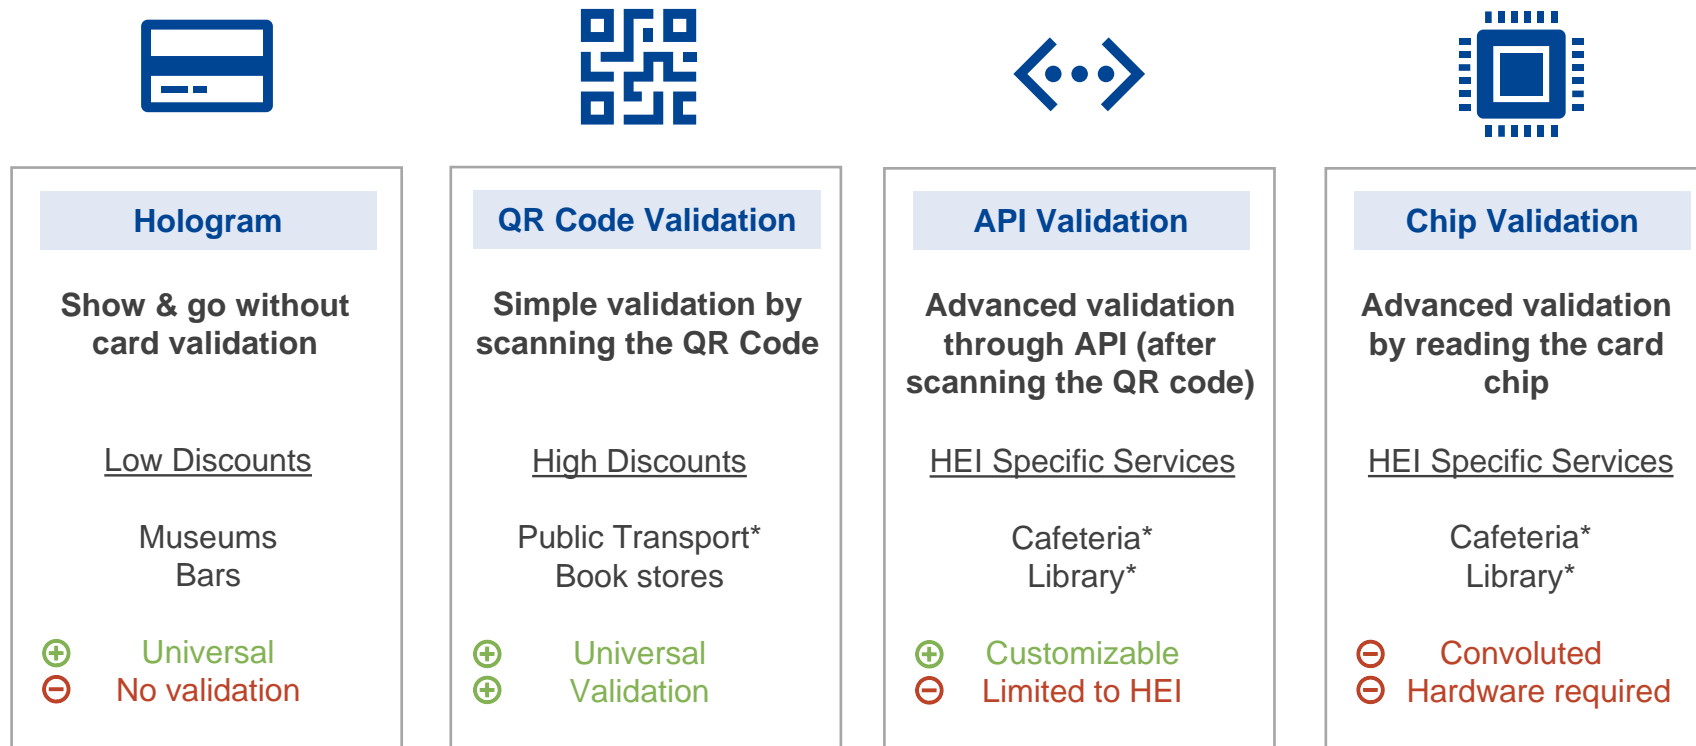 Hologram
Show & go without
card validation
Low Discounts
Museums
Bars
Universal
No validation
QR Code Validation
Simple validation by
scanning the QR Code
High Discounts
Public Transport*
Book stores
Universal
Validation
API Validation
Advanced validation
through API (after
scanning the QR code)
HEI Specific Services
Cafeteria*
Library*
Customizable
Limited to HEI
Chip Validation
Advanced validation
by reading the card
chip
HEI Specific Services
Cafeteria*
Library*
Convoluted
Hardware required